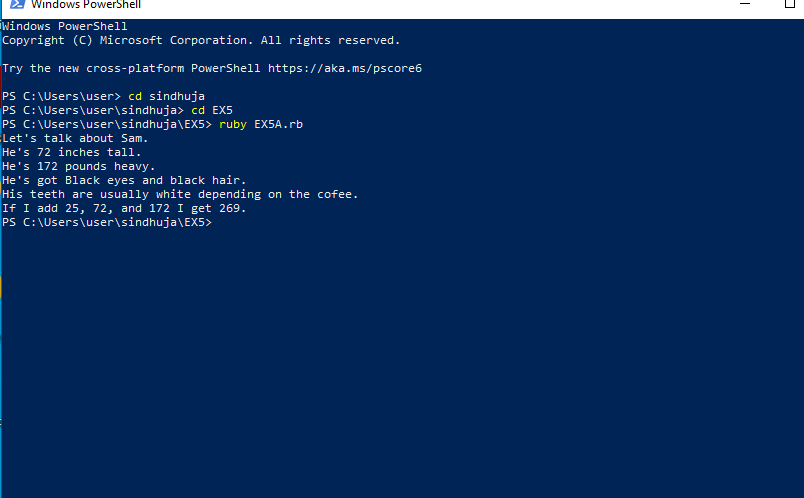 Windows PowerShell
Windows PowerShell
Copyright (C) Microsoft Corporation. All rights reserved.
Try the new cross-platform PowerShell https://aka.ms/pscore6
PS C:\Users\user> cd sindhuja
PS C:\Users\user\sindhuja> cd EX5
PS C:\Users\user\sindhuja\EX5> ruby EX5A.rb
Let's talk about Sam.
He's 72 inches tall.
He's 172 pounds heavy.
He's got Black eyes and black hair.
His teeth are usually white depending on the cofee.
If I add 25, 72, and 172 I get 269.
PS C:\Users\user\sindhuja\EX5>